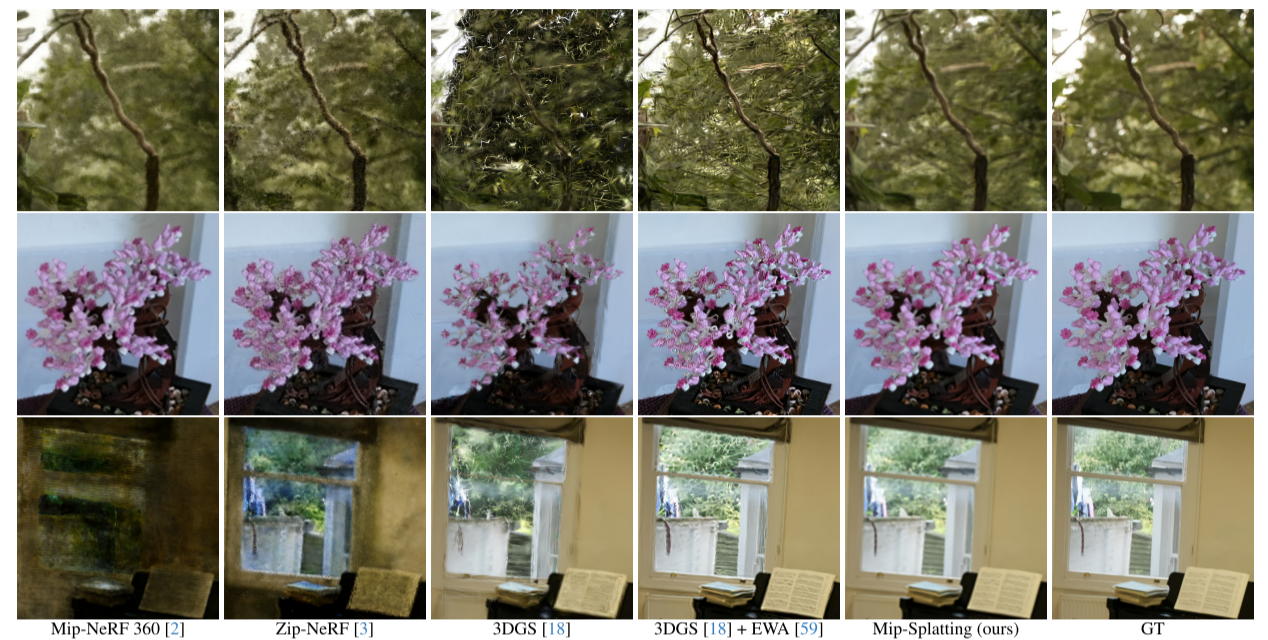 Mip-NeRF 360 [2] Zip-NeRF [3] 3DGS [18] 3DGS [18] + EWA [59] Mip-Splatting (ours) GT